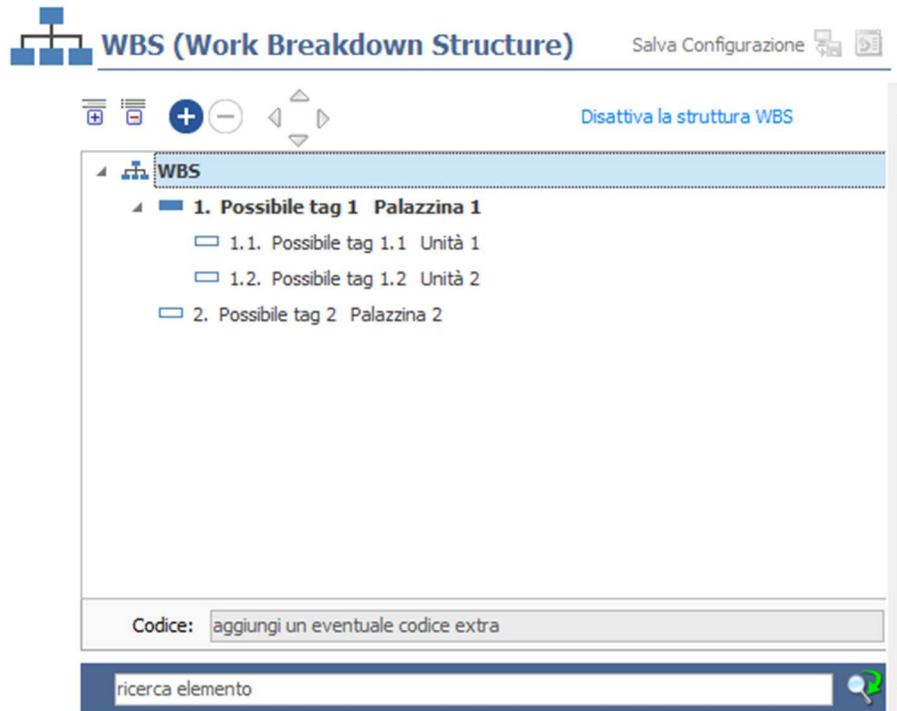 WBS (Work Breakdown Structure) Salva Configurazione
Disattiva la struttura WBS
WBS
1. Possibile tag 1 Palazzina 1
1.1. Possibile tag 1.1 Unità 1
1.2. Possibile tag 1.2 Unità 2
2. Possibile tag 2 Palazzina 2
Codice: aggiungi un eventuale codice extra
ricerca elemento